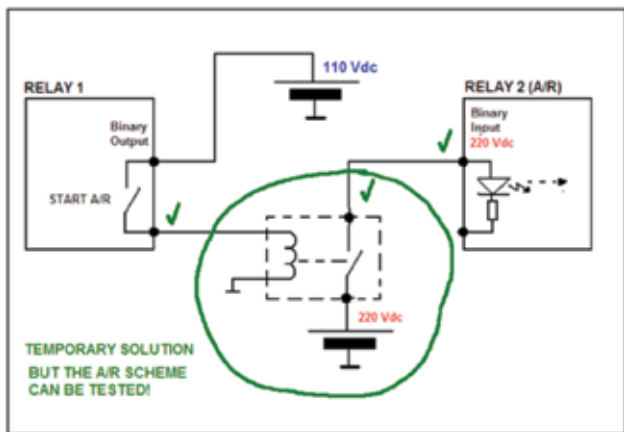 110 Vdc
RELAY 1
RELAY 2 (A/R)
Binary
Output
Binary
Input
220 Vdc
START A/R
220 Vdc
TEMPORARY SOLUTION
BUT THE A/R SCHEME
CAN BE TESTED!